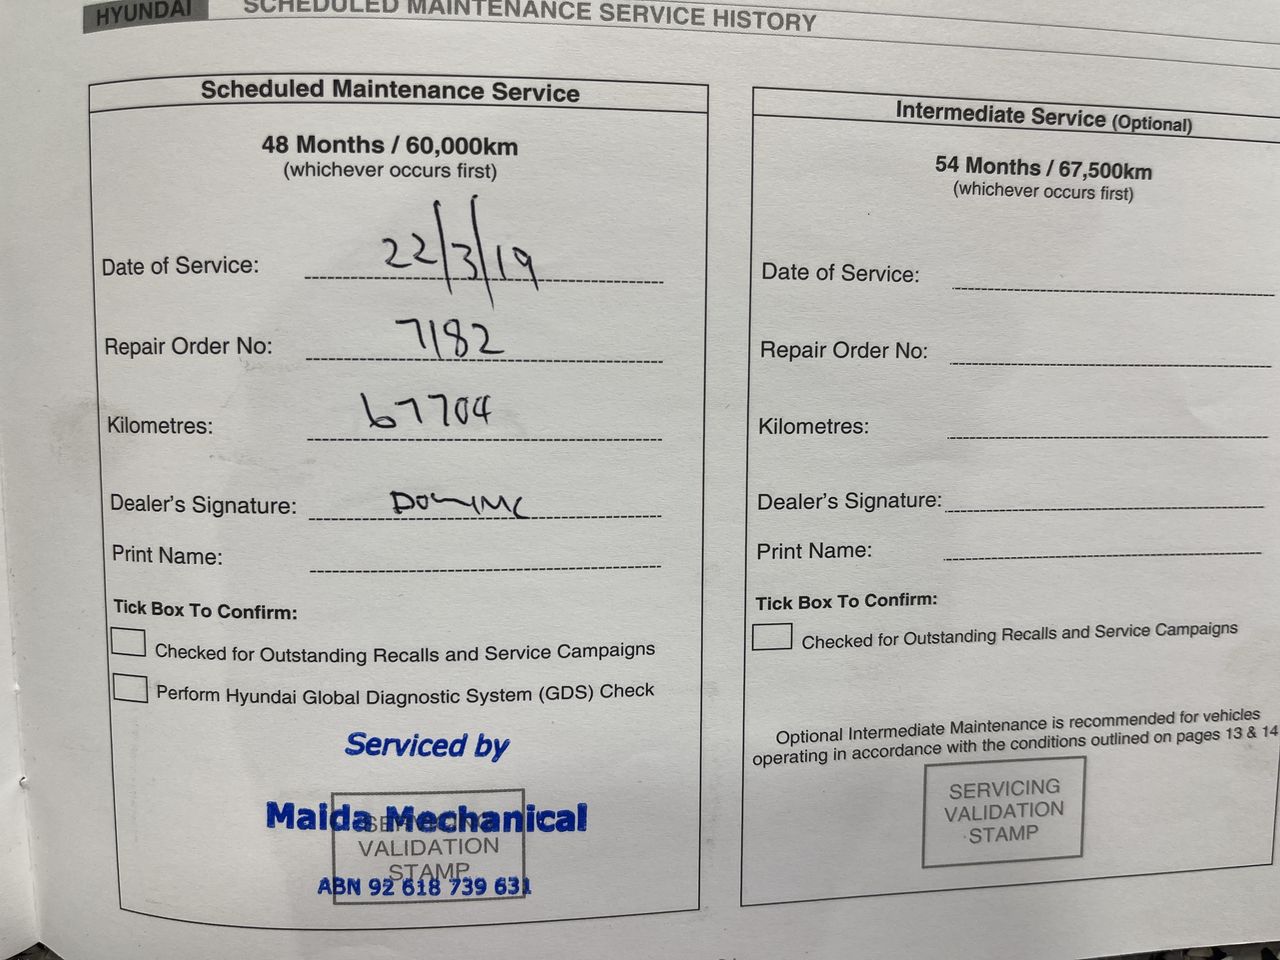 HYUNDAI
SCHEDULED MAINTENANCE SERVICE HISTORY
Scheduled Maintenance Service
48 Months / 60,000km
(whichever occurs first)
Date of Service: 22/3/19
Repair Order No: 7182
Kilometres: 67704
Dealer's Signature:
Print Name:
Tick Box To Confirm:
Checked for Outstanding Recalls and Service Campaigns
Perform Hyundai Global Diagnostic System (GDS) Check
Serviced by
Maida Mechanical
SERVICING
VALIDATION
STAMP
ABN 92 618 739 631
Intermediate Service (Optional)
54 Months / 67,500km
(whichever occurs first)
Date of Service:
Repair Order No:
Kilometres:
Dealer's Signature:
Print Name:
Tick Box To Confirm:
Checked for Outstanding Recalls and Service Campaigns
Optional Intermediate Maintenance is recommended for vehicles
operating in accordance with the conditions outlined on pages 13 & 14
SERVICING
VALIDATION
STAMP